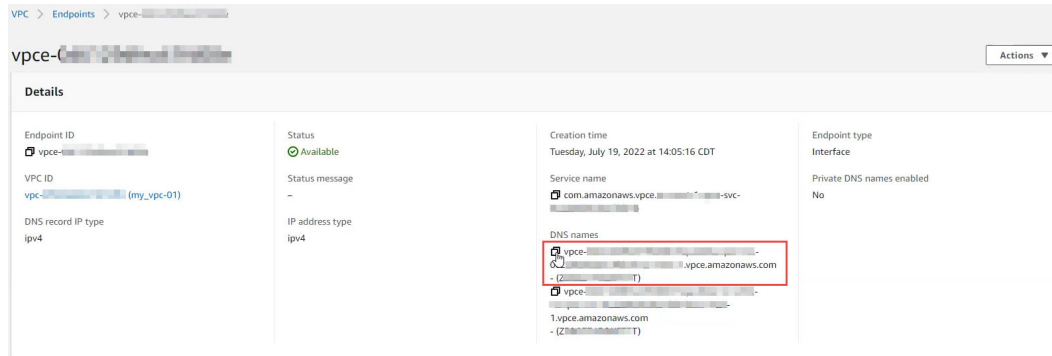 VPC > Endpoints > vpce-
vpce-
Actions ▼
Details
Endpoint ID
vpce-
Status
Available
Creation time
Tuesday, July 19, 2022 at 14:05:16 CDT
Endpoint type
Interface
VPC ID
vpc- (my_vpc-01)
Status message
–
Service name
com.amazonaws.vpce. -svc-
Private DNS names enabled
No
DNS record IP type
ipv4
IP address type
ipv4
DNS names
vpce- -
.vpce.amazonaws.com
- (Z T)
vpce- -
-
1.vpce.amazonaws.com
- (Z T)